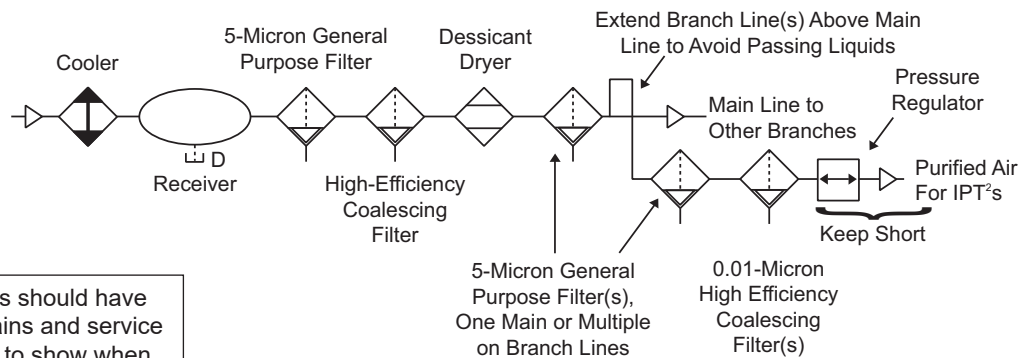 Extend Branch Line(s) Above Main
Line to Avoid Passing Liquids
5-Micron General
Purpose Filter
Dessicant
Dryer
Cooler
Pressure
Regulator
Main Line to
Other Branches
D
Receiver
High-Efficiency
Coalescing
Filter
Purified Air
For IPT²s
Keep Short
5-Micron General
Purpose Filter(s),
One Main or Multiple
on Branch Lines
0.01-Micron
High Efficiency
Coalescing
Filter(s)
s should have
ains and service
to show when